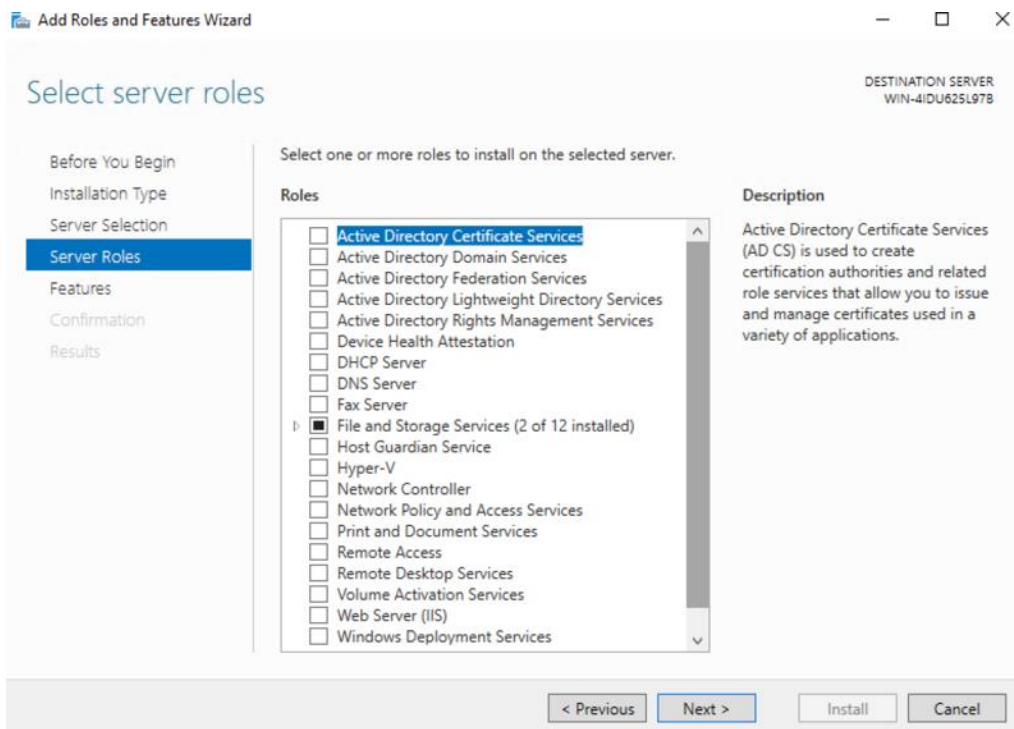 Add Roles and Features Wizard
Select server roles
DESTINATION SERVER
WIN-4IDU625L97B
Before You Begin
Installation Type
Server Selection
Server Roles
Features
Confirmation
Results
Select one or more roles to install on the selected server.
Roles
Active Directory Certificate Services
Active Directory Domain Services
Active Directory Federation Services
Active Directory Lightweight Directory Services
Active Directory Rights Management Services
Device Health Attestation
DHCP Server
DNS Server
Fax Server
File and Storage Services (2 of 12 installed)
Host Guardian Service
Hyper-V
Network Controller
Network Policy and Access Services
Print and Document Services
Remote Access
Remote Desktop Services
Volume Activation Services
Web Server (IIS)
Windows Deployment Services
Description
Active Directory Certificate Services
(AD CS) is used to create
certification authorities and related
role services that allow you to issue
and manage certificates used in a
variety of applications.
< Previous
Next >
Install
Cancel